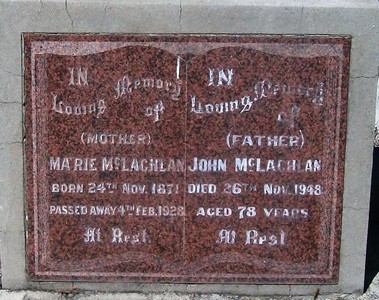 IN
Loving Memory
of
(MOTHER)
MARIE McLACHLAN
BORN 24TH NOV. 1871
PASSED AWAY 4TH FEB. 1928
At Rest
IN
Loving Memory
of
(FATHER)
JOHN McLACHLAN
DIED 26TH NOV. 1948
AGED 78 YEARS
At Rest